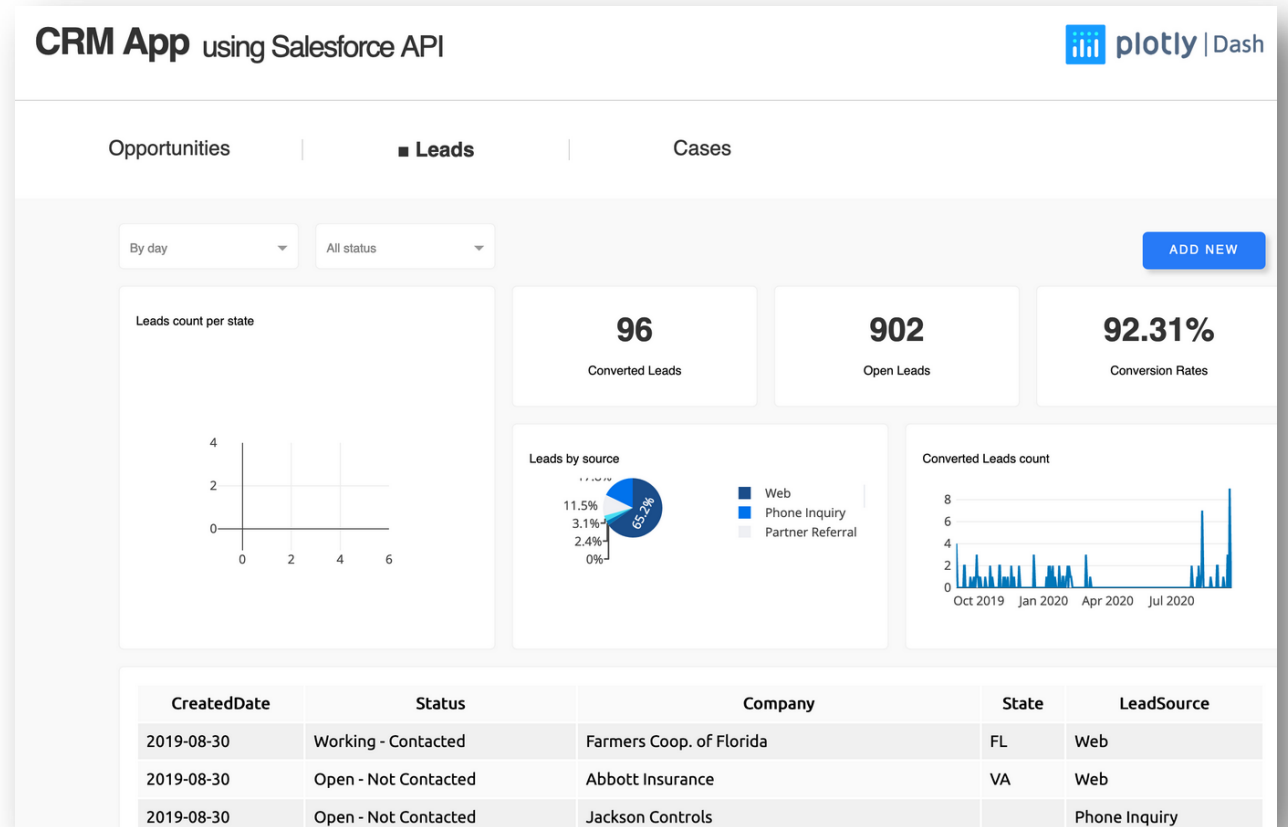 CRM App using Salesforce API
plotly | Dash
Opportunities
■ Leads
Cases
By day
All status
ADD NEW
Leads count per state
4
2
0
0 2 4 6
96
Converted Leads
902
Open Leads
92.31%
Conversion Rates
Leads by source
65.2%
11.5%
3.1%
2.4%
0%
Web
Phone Inquiry
Partner Referral
Converted Leads count
8
6
4
2
0
Oct 2019 Jan 2020 Apr 2020 Jul 2020
CreatedDate Status Company State LeadSource
2019-08-30 Working - Contacted Farmers Coop. of Florida FL Web
2019-08-30 Open - Not Contacted Abbott Insurance VA Web
2019-08-30 Open - Not Contacted Jackson Controls Phone Inquiry